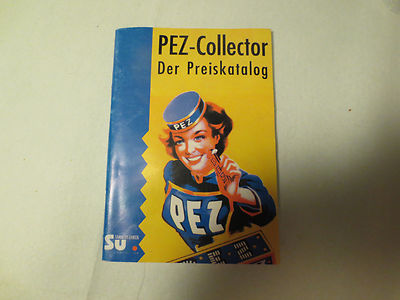 PEZ-Collector
Der Preiskatalog
PEZ
PEZ
Su